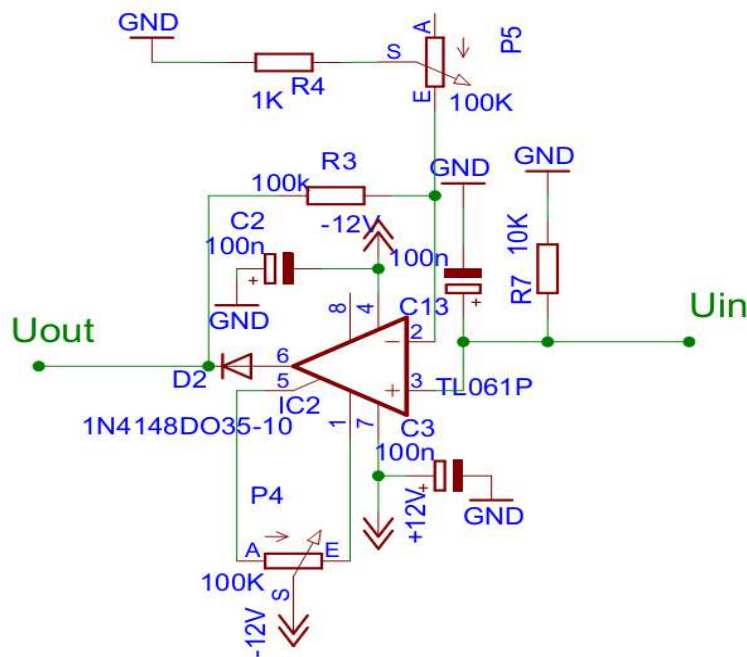 GND
A
P5
S
R4
1K
E
100K
R3
GND
GND
100k
-12V
C2
100n
100n
10K
R7
8
4
C13
GND
Uout
Uin
2
6
3
D2
5
IC2
TL061P
1N4148DO35-10
1
7
C3
100n
P4
+12V
GND
A
E
100K
S
-12V